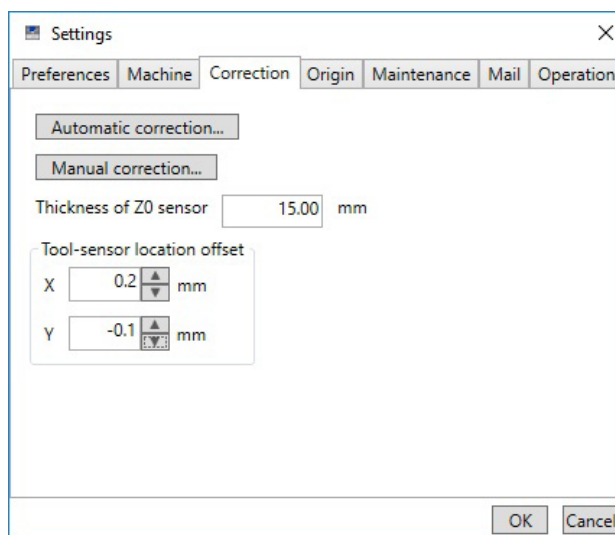 Settings
Preferences Machine Correction Origin Maintenance Mail Operation
Automatic correction...
Manual correction...
Thickness of Z0 sensor 15.00 mm
Tool-sensor location offset
X 0.2 mm
Y -0.1 mm
OK Cancel